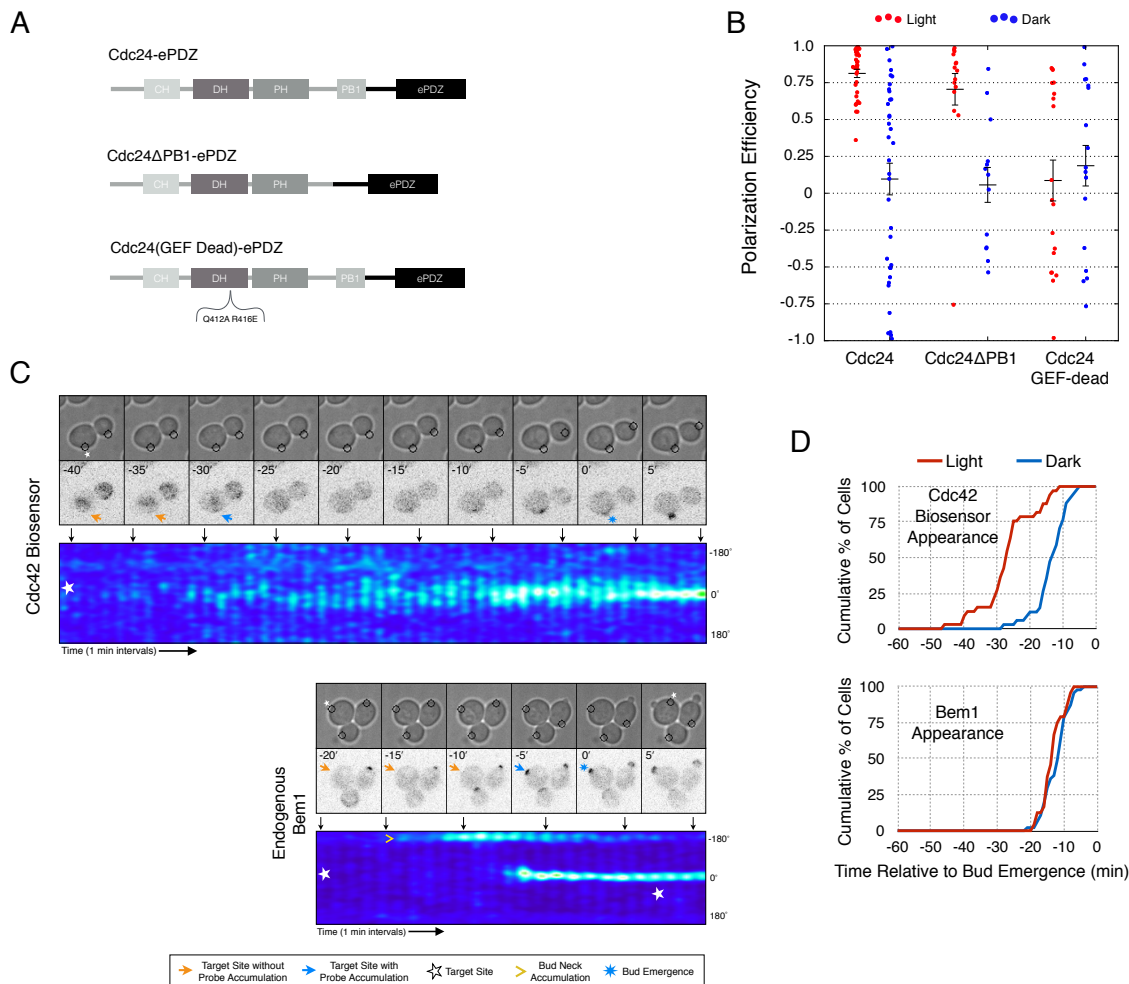 A
Cdc24-ePDZ
CH DH PH PB1 ePDZ
Cdc24ΔPB1-ePDZ
CH DH PH ePDZ
Cdc24(GEF Dead)-ePDZ
CH DH PH PB1 ePDZ
Q412A R416E
B
Light Dark
Polarization Efficiency
1.0
0.75
0.5
0.25
0
-0.5
-0.75
-1.0
Cdc24 Cdc24ΔPB1 Cdc24
GEF-dead
C
Cdc42 Biosensor
-40' -35' -30' -25' -20' -15' -10' -5' 0' 5'
-180°
0°
180°
Time (1 min intervals)
Endogenous
Bem1
-20' -15' -10' -5' 0' 5'
-180°
0°
180°
Time (1 min intervals)
Target Site without
Probe Accumulation
Target Site with
Probe Accumulation
Target Site
Bud Neck
Accumulation
Bud Emergence
D
Light Dark
Cumulative % of Cells
100
75
50
25
0
Cdc42
Biosensor
Appearance
-60 -50 -40 -30 -20 -10 0
Cumulative % of Cells
100
75
50
25
0
Bem1
Appearance
-60 -50 -40 -30 -20 -10 0
Time Relative to Bud Emergence (min)